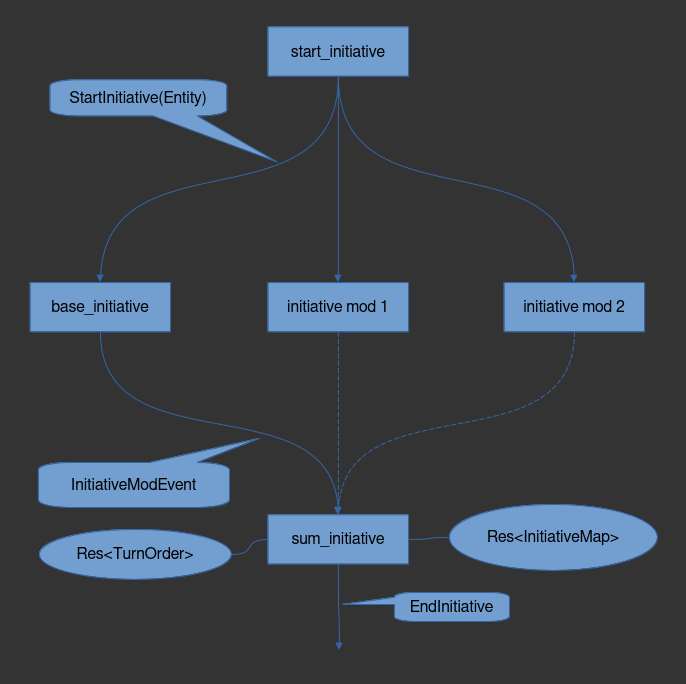 start_initiative
StartInitiative(Entity)
base_initiative
initiative mod 1
initiative mod 2
InitiativeModEvent
sum_initiative
Res<InitiativeMap>
Res<TurnOrder>
EndInitiative